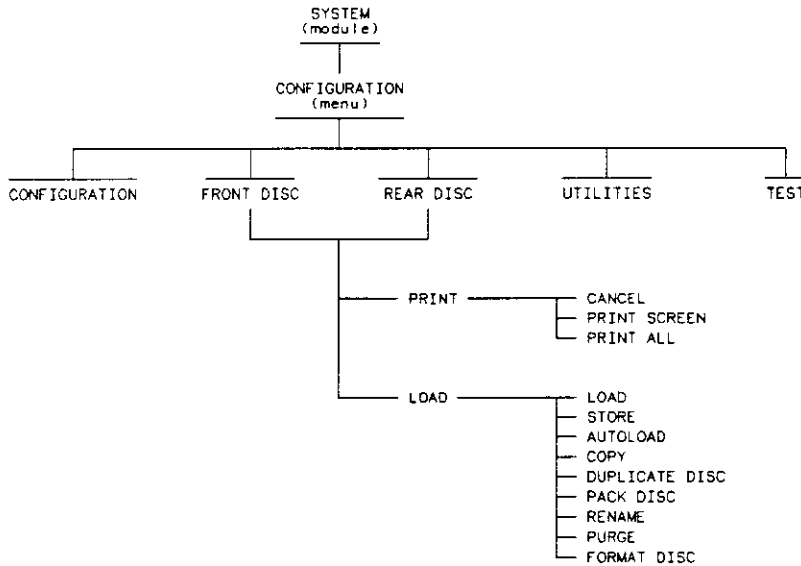 SYSTEM
(module)
CONFIGURATION
(menu)
CONFIGURATION
FRONT DISC
REAR DISC
UTILITIES
TEST
PRINT
CANCEL
PRINT SCREEN
PRINT ALL
LOAD
LOAD
STORE
AUTOLOAD
COPY
DUPLICATE DISC
PACK DISC
RENAME
PURGE
FORMAT DISC